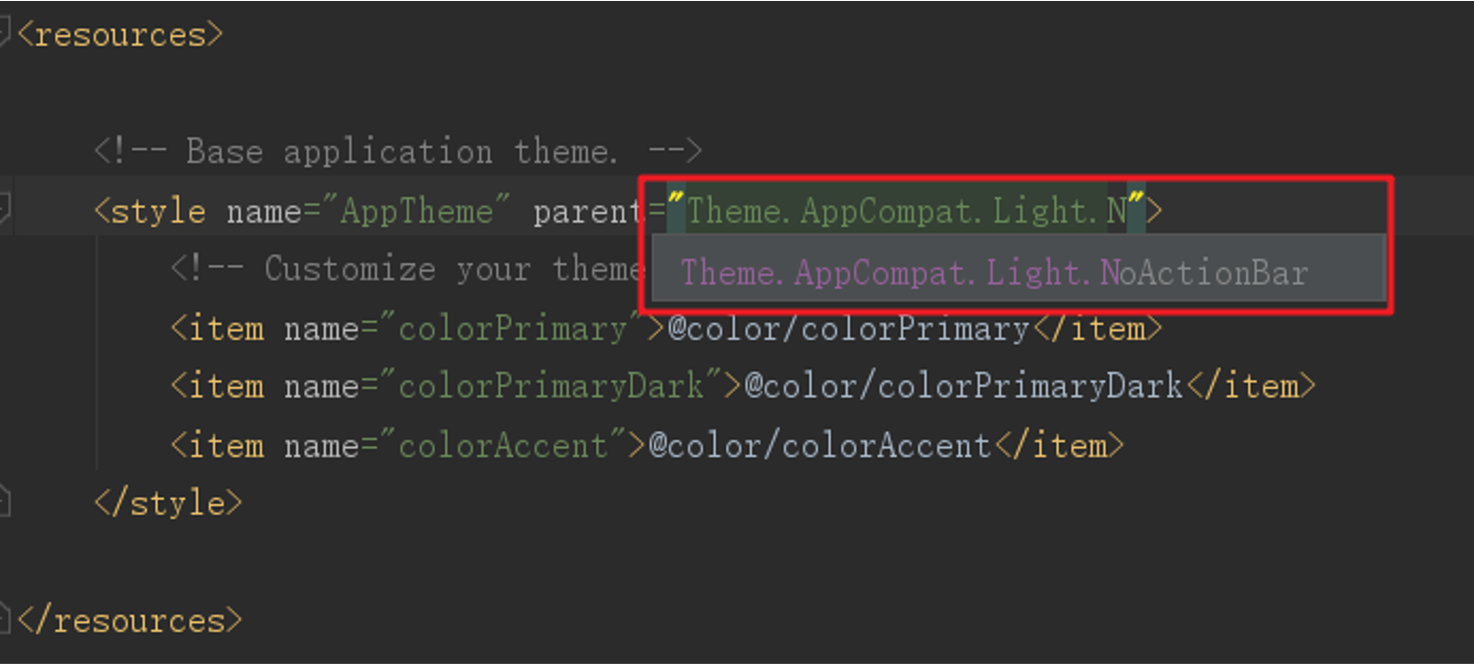 <resources>
<!-- Base application theme. -->
<style name="AppTheme" parent="Theme.AppCompat.Light.N">
<!-- Customize your theme
Theme.AppCompat.Light.NoActionBar
<item name="colorPrimary">@color/colorPrimary</item>
<item name="colorPrimaryDark">@color/colorPrimaryDark</item>
<item name="colorAccent">@color/colorAccent</item>
</style>
</resources>